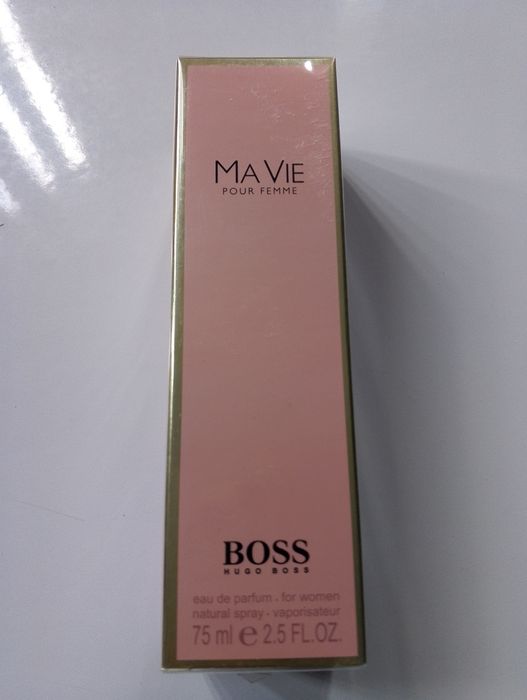 MA VIE
POUR FEMME
BOSS
HUGO BOSS
eau de parfum - for women
natural spray - vaporisateur
75 ml e 2.5 FL.OZ.